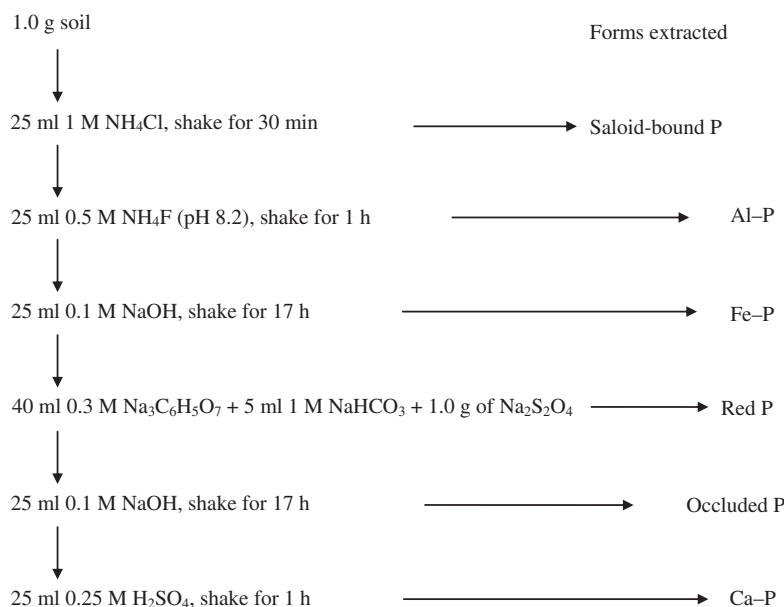 1.0 g soil
Forms extracted
25 ml 1 M NH₄Cl, shake for 30 min
Saloid-bound P
25 ml 0.5 M NH₄F (pH 8.2), shake for 1 h
Al–P
25 ml 0.1 M NaOH, shake for 17 h
Fe–P
40 ml 0.3 M Na₃C₆H₅O₇ + 5 ml 1 M NaHCO₃ + 1.0 g of Na₂S₂O₄
Red P
25 ml 0.1 M NaOH, shake for 17 h
Occluded P
25 ml 0.25 M H₂SO₄, shake for 1 h
Ca–P